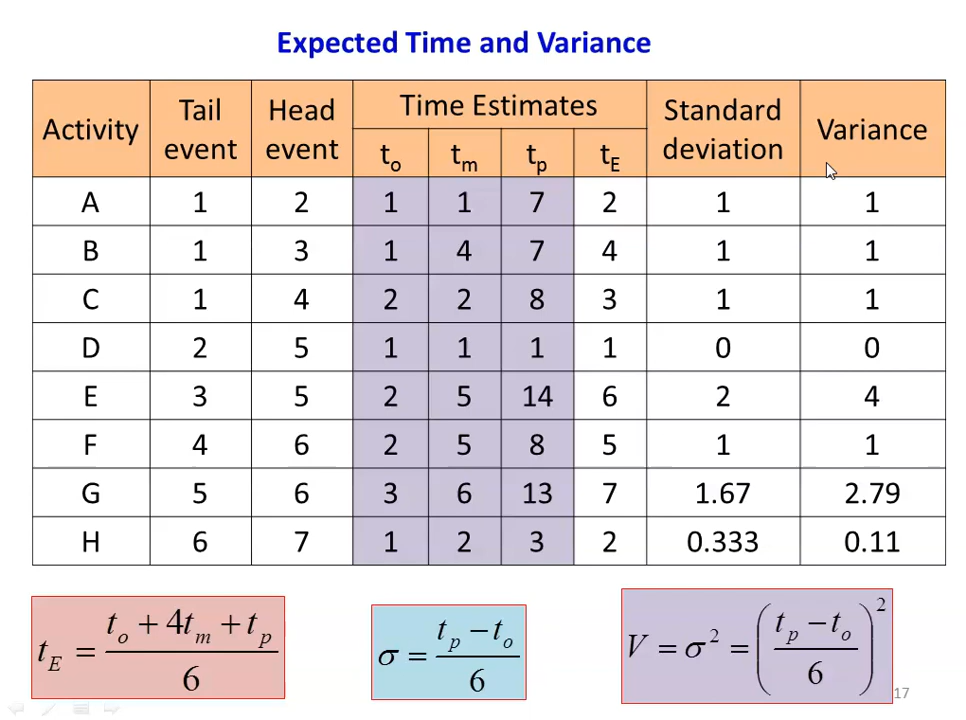 Expected Time and Variance
Activity Tail event Head event Time Estimates Standard deviation Variance
to tm tp tE
A 1 2 1 1 7 2 1 1
B 1 3 1 4 7 4 1 1
C 1 4 2 2 8 3 1 1
D 2 5 1 1 1 1 0 0
E 3 5 2 5 14 6 2 4
F 4 6 2 5 8 5 1 1
G 5 6 3 6 13 7 1.67 2.79
H 6 7 1 2 3 2 0.333 0.11
tE = (to + 4tm + tp) / 6
σ = (tp − to) / 6
V = σ² = ((tp − to) / 6)²
17